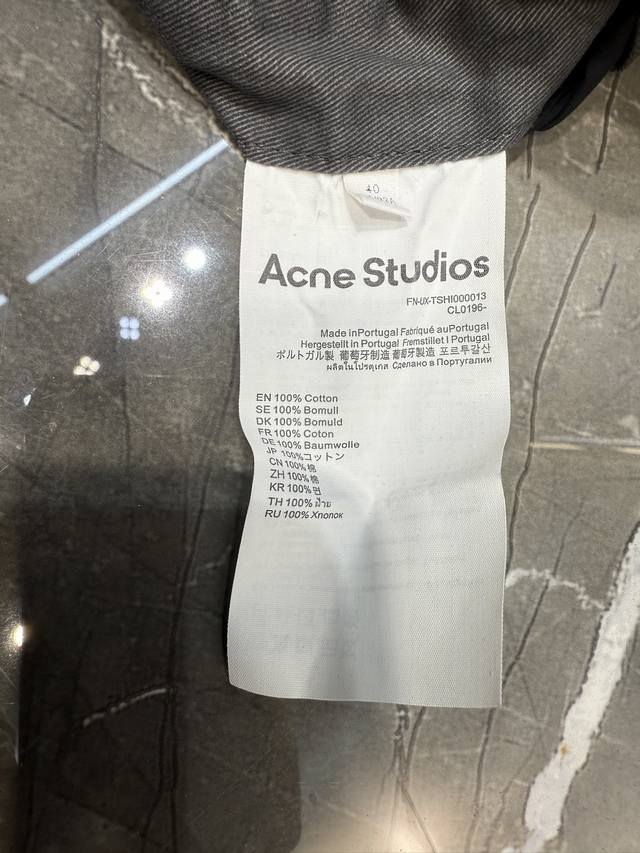 40
Acne Studios
FN-UX-TSHI000013
CL0196-
Made inPortugal Fabriqué auPortugal
Hergestellt in Portugal Fremstillet I Portugal
ポルトガル製 葡萄牙制造 葡萄牙製造 포르투갈산
ผลิตในโปรตุเกส Сделано в Португалии
EN 100% Cotton
SE 100% Bomull
DK 100% Bomuld
FR 100% Coton
DE 100% Baumwolle
JP 100%コットン
CN 100%棉
ZH 100%棉
KR 100%면
TH 100% ฝ้าย
RU 100% Хлопок